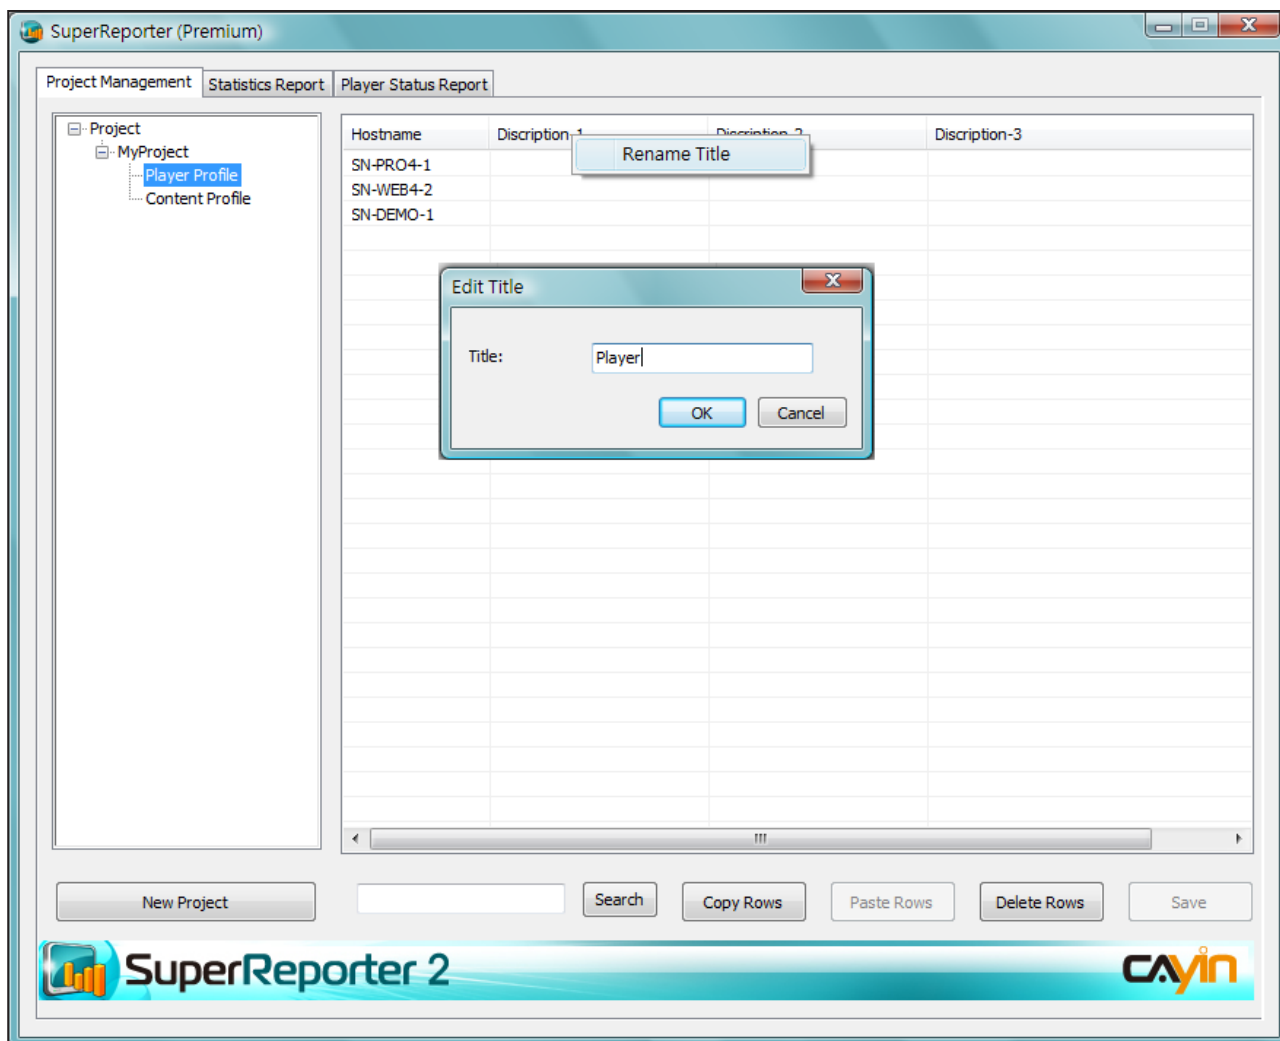 SuperReporter (Premium)
Project Management Statistics Report Player Status Report
Project
MyProject
Player Profile
Content Profile
Hostname Discription-1 Discription-2 Discription-3
Rename Title
SN-PRO4-1
SN-WEB4-2
SN-DEMO-1
Edit Title
Title: Player
OK Cancel
New Project Search Copy Rows Paste Rows Delete Rows Save
SuperReporter 2 CAYIN